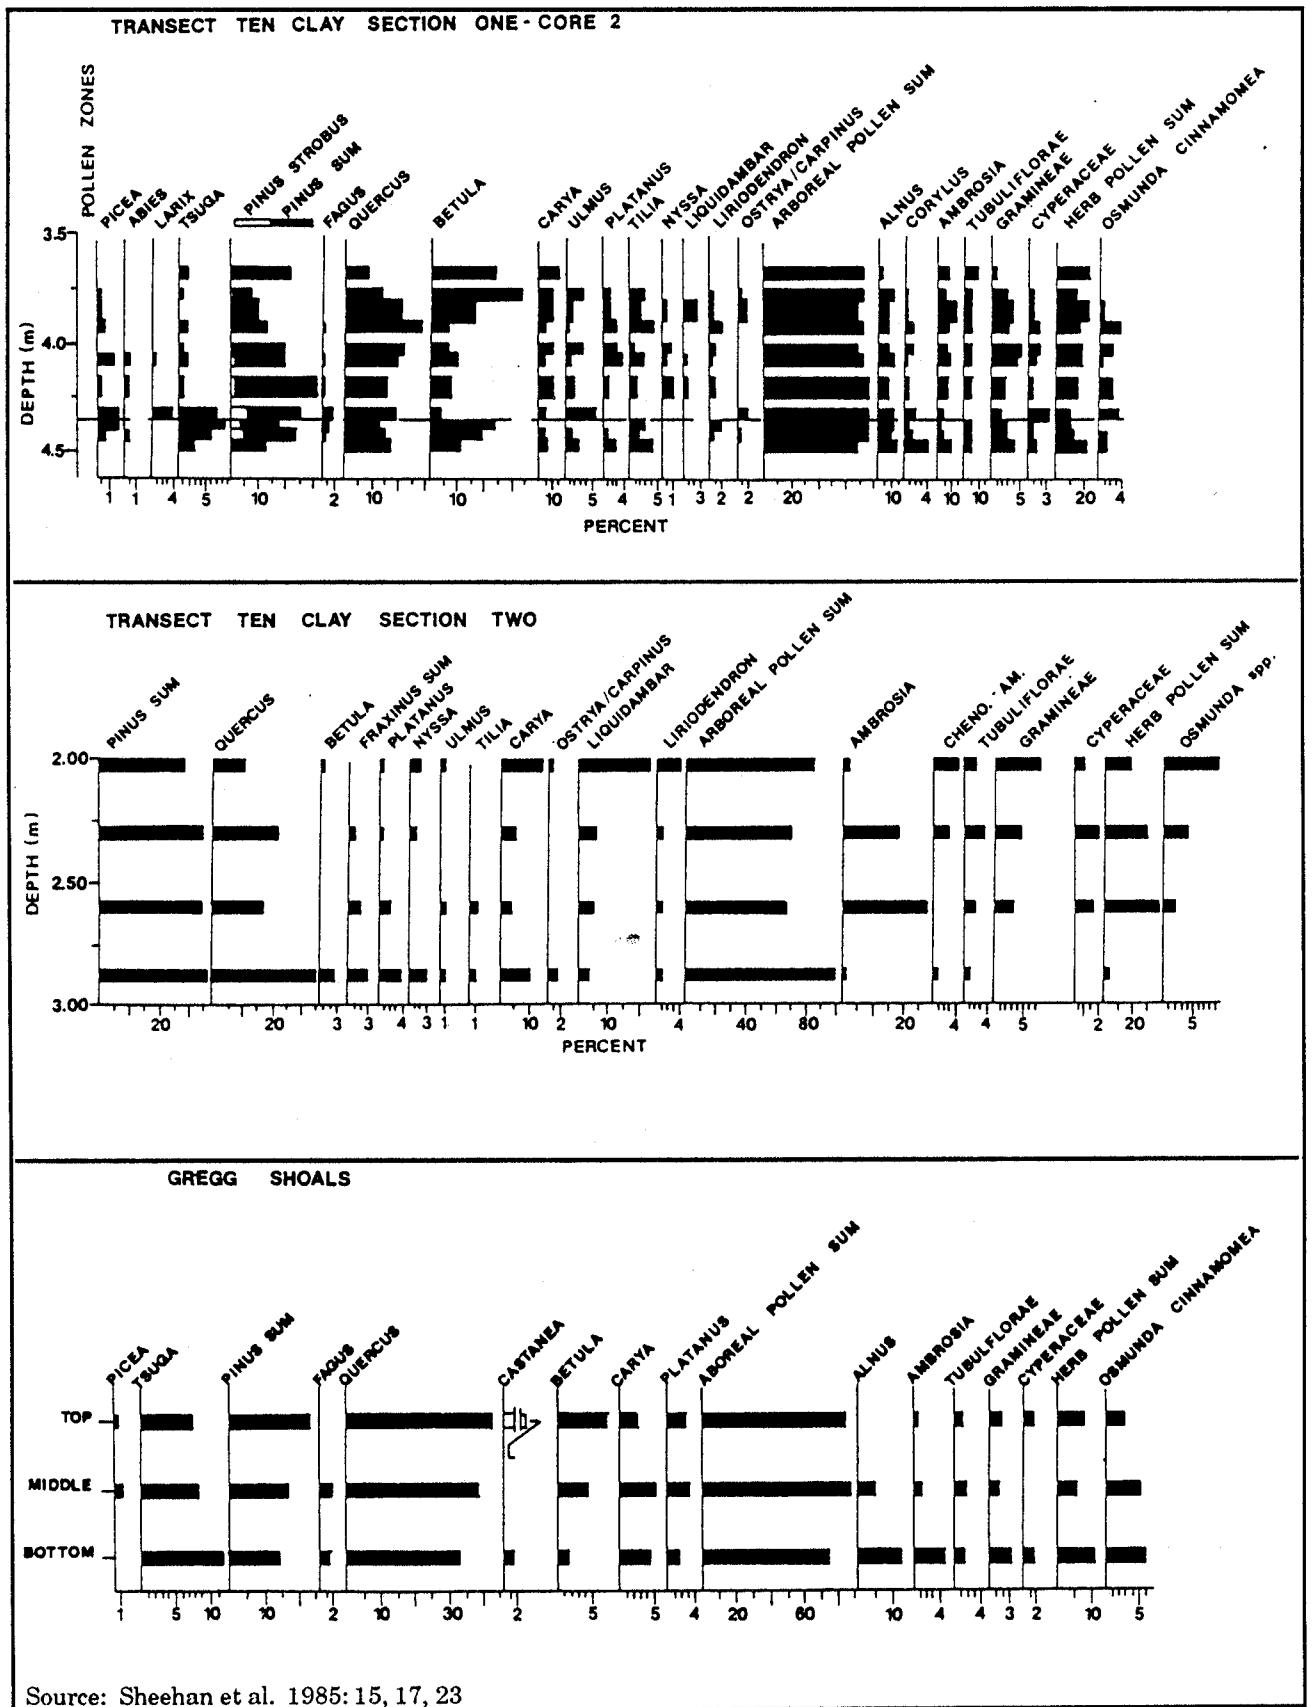 TRANSECT TEN CLAY SECTION ONE - CORE 2
POLLEN ZONES
PICEA
ABIES
LARIX
TSUGA
PINUS STROBUS
PINUS SUM
FAGUS
QUERCUS
BETULA
CARYA
ULMUS
PLATANUS
TILIA
NYSSA
LIQUIDAMBAR
LIRIODENDRON
OSTRYA/CARPINUS
ARBOREAL POLLEN SUM
ALNUS
CORYLUS
AMBROSIA
TUBULIFLORAE
GRAMINEAE
CYPERACEAE
HERB POLLEN SUM
OSMUNDA CINNAMOMEA
3.5
4.0
4.5
DEPTH (m)
1 1 4 5 10 2 10 10 10 5 4 5 1 3 2 2 20 10 4 10 10 5 3 20 4
PERCENT
TRANSECT TEN CLAY SECTION TWO
PINUS SUM
QUERCUS
BETULA
FRAXINUS SUM
PLATANUS
NYSSA
ULMUS
TILIA
CARYA
OSTRYA/CARPINUS
LIQUIDAMBAR
LIRIODENDRON
ARBOREAL POLLEN SUM
AMBROSIA
CHENO.-AM.
TUBULIFLORAE
GRAMINEAE
CYPERACEAE
HERB POLLEN SUM
OSMUNDA spp.
2.00
2.50
3.00
DEPTH (m)
20 20 3 3 4 3 1 1 10 2 10 4 40 80 20 4 4 5 2 20 5
PERCENT
GREGG SHOALS
PICEA
TSUGA
PINUS SUM
FAGUS
QUERCUS
CASTANEA
BETULA
CARYA
PLATANUS
ABOREAL POLLEN SUM
ALNUS
AMBROSIA
TUBULFLORAE
GRAMINEAE
CYPERACEAE
HERB POLLEN SUM
OSMUNDA CINNAMOMEA
TOP
MIDDLE
BOTTOM
1 5 10 10 2 10 30 2 5 5 4 20 60 10 4 4 3 2 10 5
Source: Sheehan et al. 1985: 15, 17, 23